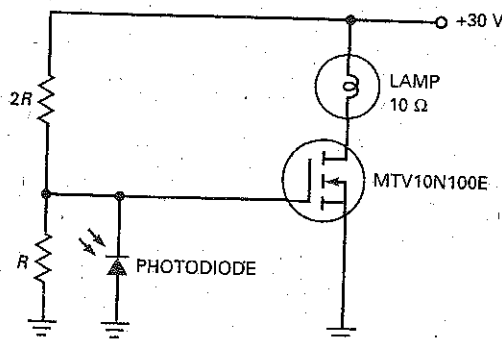 +30 V
LAMP
10 Ω
2R
MTV10N100E
R
PHOTODIODE